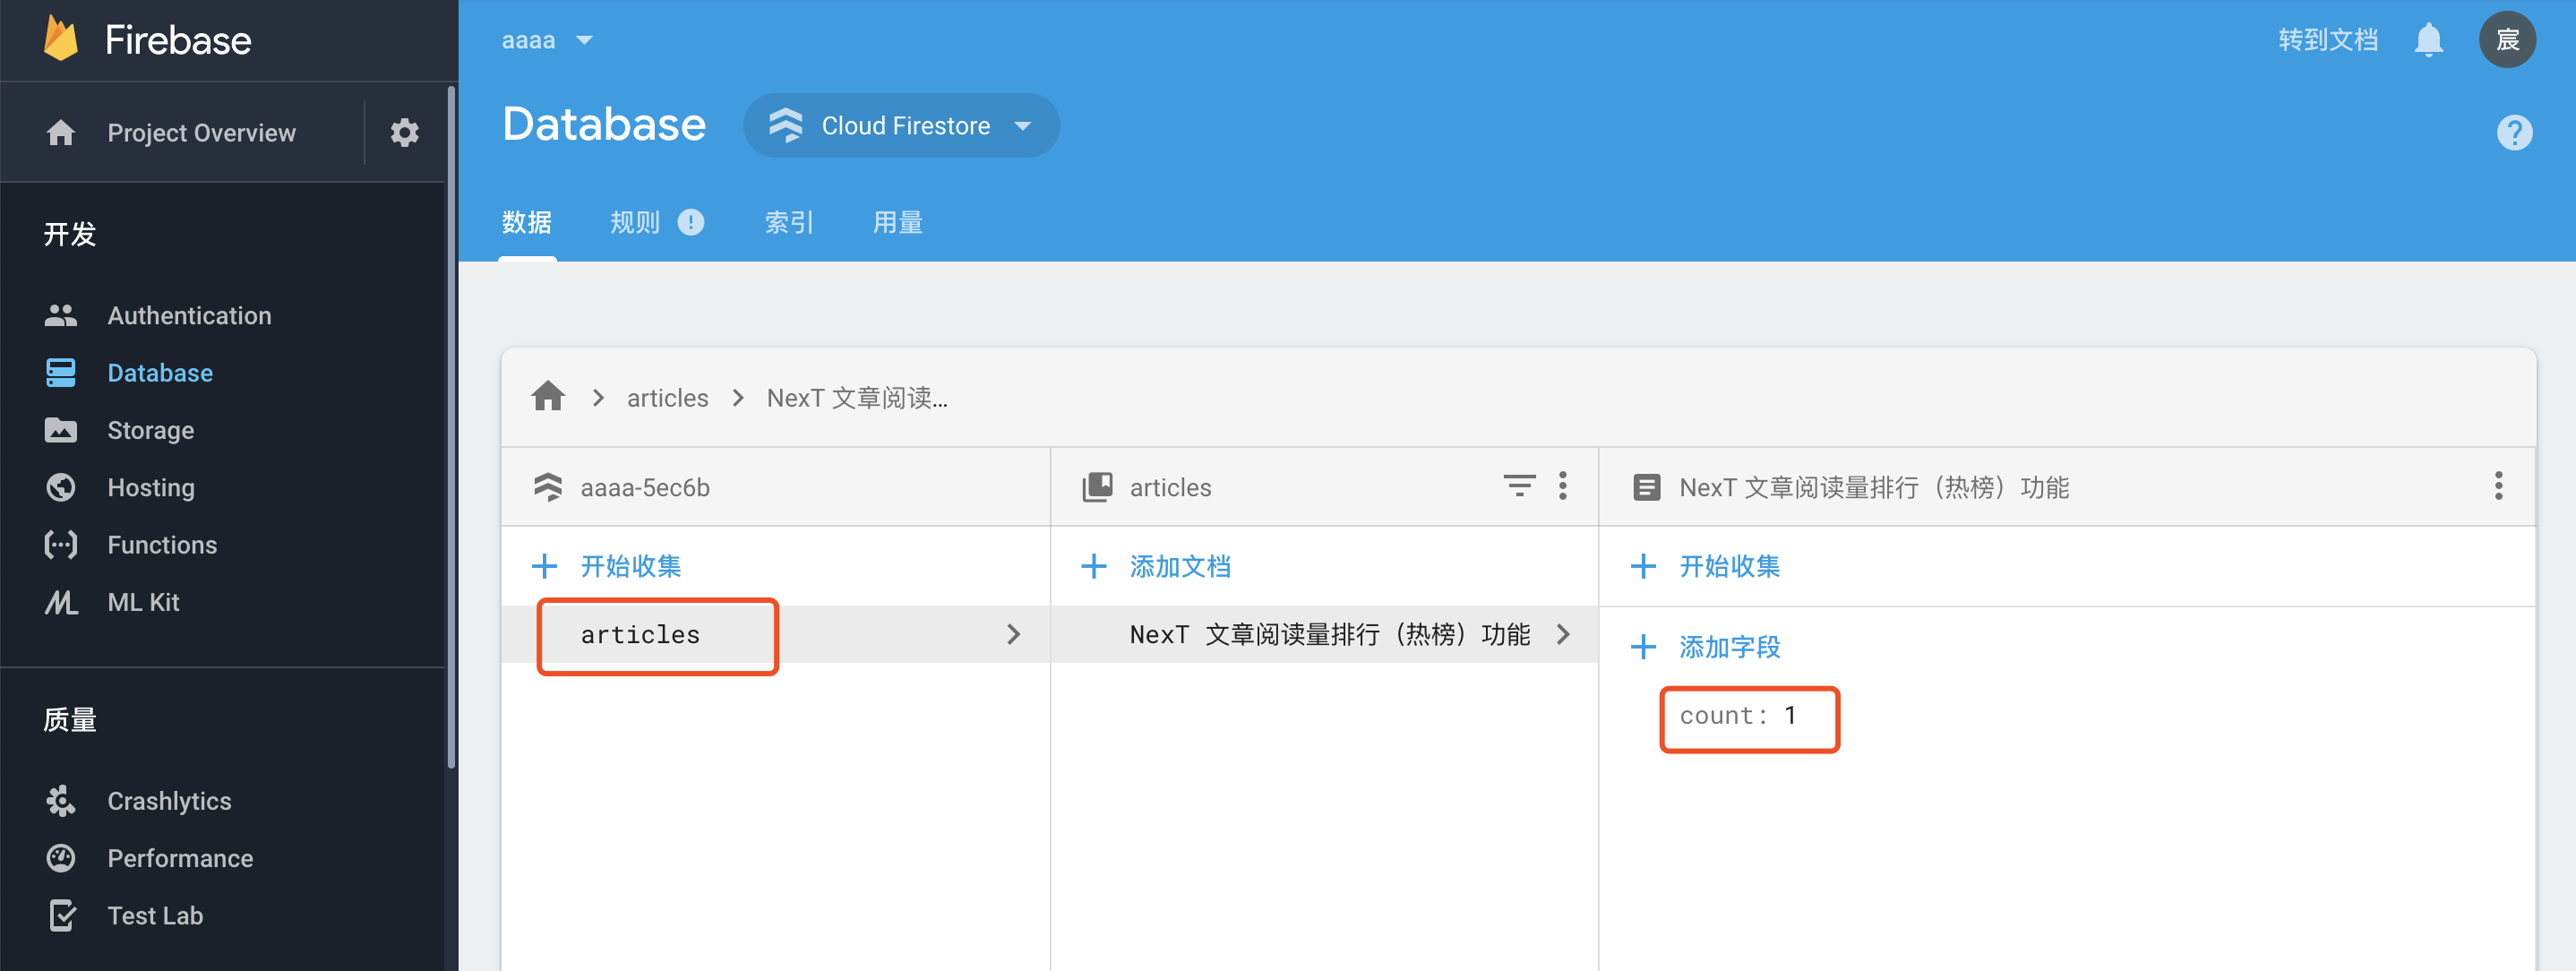 Firebase
Project Overview
开发
Authentication
Database
Storage
Hosting
Functions
ML Kit
质量
Crashlytics
Performance
Test Lab
aaaa
转到文档
宸
Database
Cloud Firestore
数据
规则
索引
用量
articles
NexT 文章阅读...
aaaa-5ec6b
articles
NexT 文章阅读量排行（热榜）功能
开始收集
添加文档
开始收集
articles
NexT 文章阅读量排行（热榜）功能
添加字段
count: 1